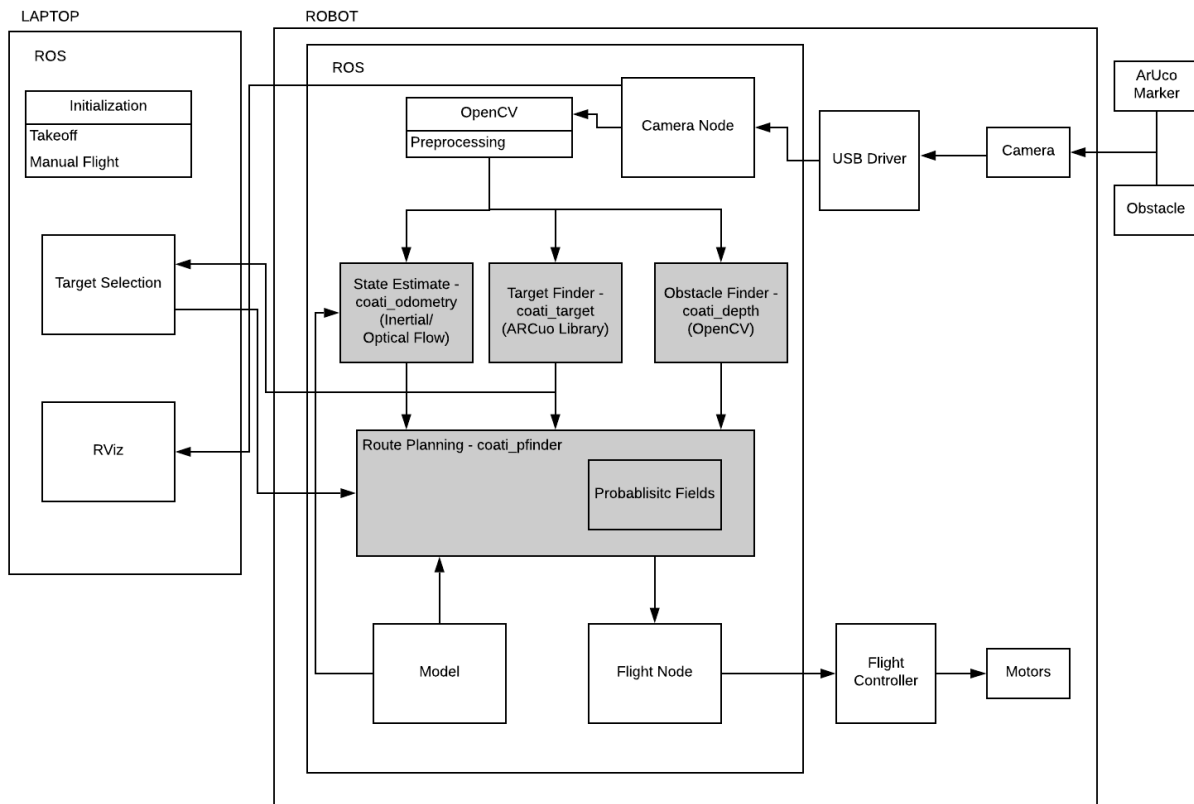 LAPTOP
ROS
Initialization
Takeoff
Manual Flight
Target Selection
RViz
ROBOT
ROS
OpenCV
Preprocessing
Camera Node
USB Driver
Camera
ArUco
Marker
Obstacle
State Estimate -
coati_odometry
(Inertial/
Optical Flow)
Target Finder -
coati_target
(ARCuo Library)
Obstacle Finder -
coati_depth
(OpenCV)
Route Planning - coati_pfinder
Probablisitc Fields
Model
Flight Node
Flight
Controller
Motors